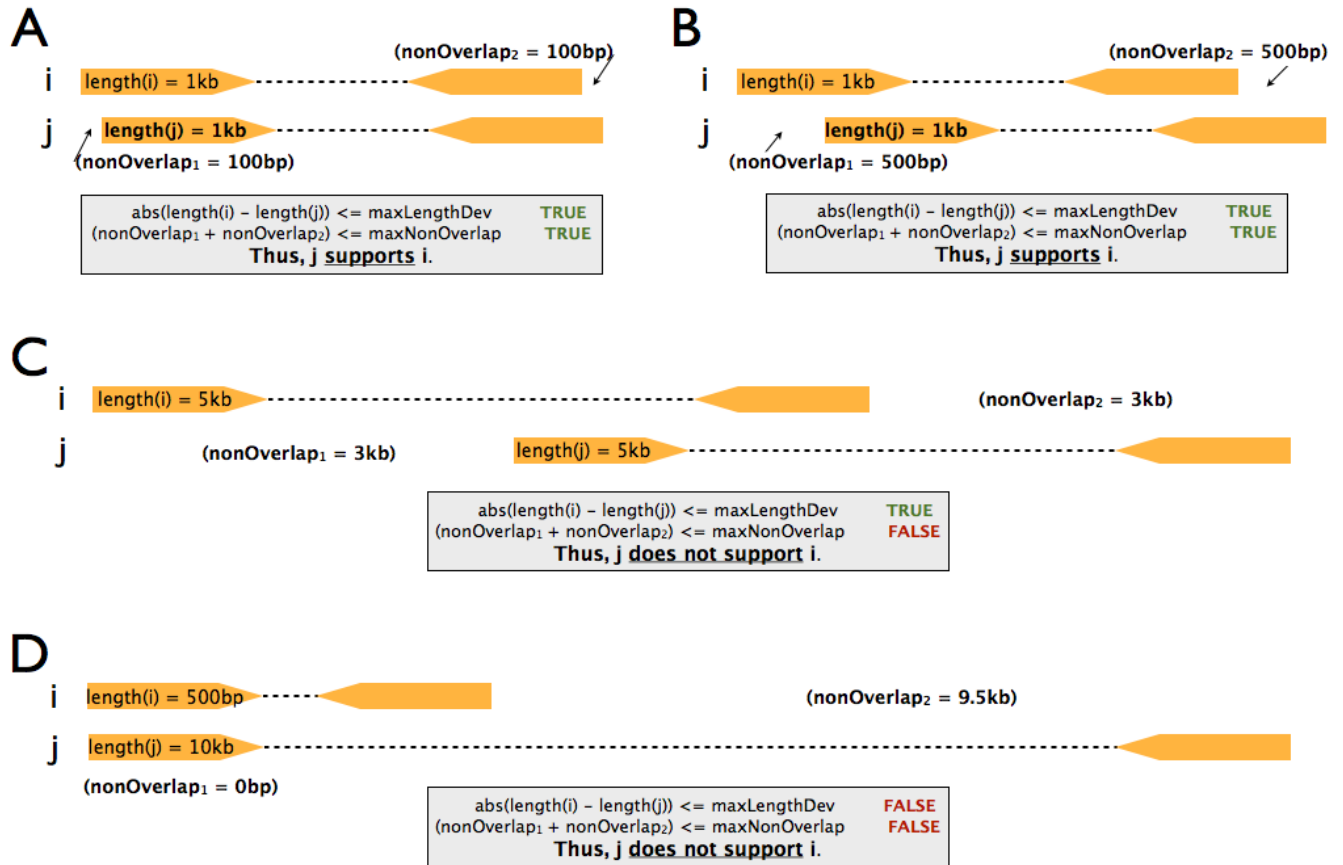 A
(nonOverlap₂ = 100bp)
i
length(i) = 1kb
j
length(j) = 1kb
(nonOverlap₁ = 100bp)
abs(length(i) – length(j)) <= maxLengthDev TRUE
(nonOverlap₁ + nonOverlap₂) <= maxNonOverlap TRUE
Thus, j supports i.
B
(nonOverlap₂ = 500bp)
i
length(i) = 1kb
j
length(j) = 1kb
(nonOverlap₁ = 500bp)
abs(length(i) – length(j)) <= maxLengthDev TRUE
(nonOverlap₁ + nonOverlap₂) <= maxNonOverlap TRUE
Thus, j supports i.
C
i
length(i) = 5kb
(nonOverlap₂ = 3kb)
j
(nonOverlap₁ = 3kb)
length(j) = 5kb
abs(length(i) – length(j)) <= maxLengthDev TRUE
(nonOverlap₁ + nonOverlap₂) <= maxNonOverlap FALSE
Thus, j does not support i.
D
i
length(i) = 500bp
(nonOverlap₂ = 9.5kb)
j
length(j) = 10kb
(nonOverlap₁ = 0bp)
abs(length(i) – length(j)) <= maxLengthDev FALSE
(nonOverlap₁ + nonOverlap₂) <= maxNonOverlap FALSE
Thus, j does not support i.